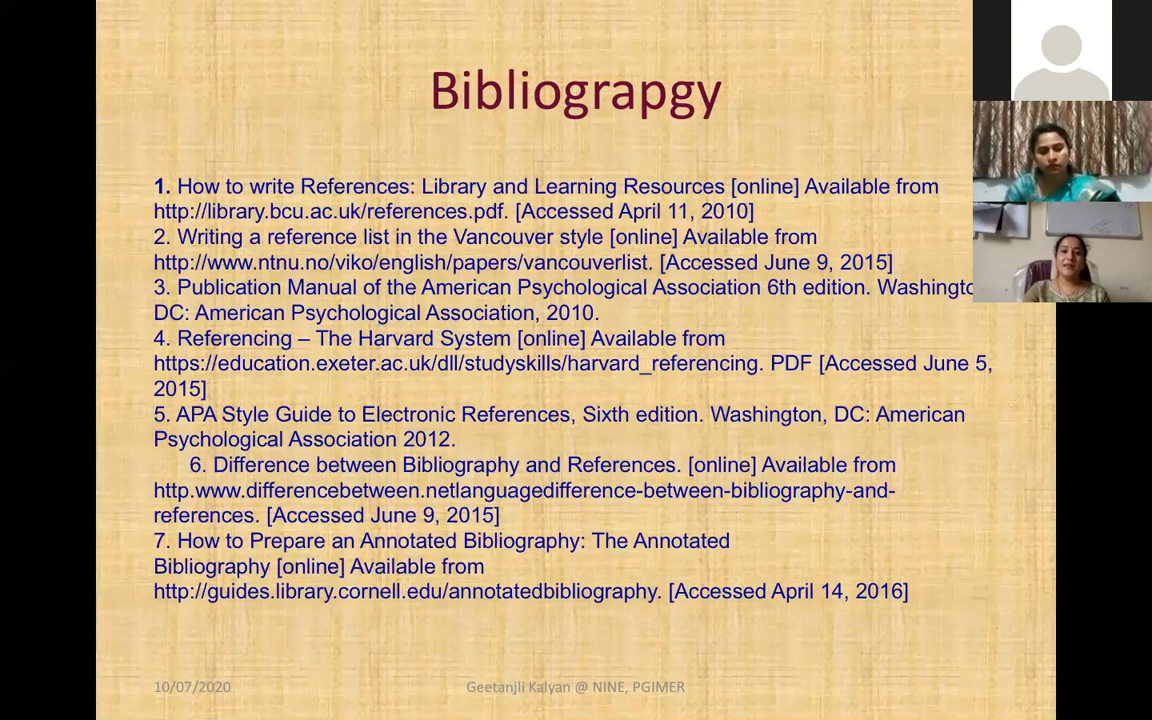 Bibliograpgy
1. How to write References: Library and Learning Resources [online] Available from
http://library.bcu.ac.uk/references.pdf. [Accessed April 11, 2010]
2. Writing a reference list in the Vancouver style [online] Available from
http://www.ntnu.no/viko/english/papers/vancouverlist. [Accessed June 9, 2015]
3. Publication Manual of the American Psychological Association 6th edition.
DC: American Psychological Association, 2010.
4. Referencing – The Harvard System [online] Available from
https://education.exeter.ac.uk/dll/studyskills/harvard_referencing. PDF [Accessed June 5,
2015]
5. APA Style Guide to Electronic References, Sixth edition. Washington, DC: American
Psychological Association 2012.
6. Difference between Bibliography and References. [online] Available from
http.www.differencebetween.netlanguagedifference-between-bibliography-and-
references. [Accessed June 9, 2015]
7. How to Prepare an Annotated Bibliography: The Annotated
Bibliography [online] Available from
http://guides.library.cornell.edu/annotatedbibliography. [Accessed April 14, 2016]
10/07/2020
Geetanjli Kalyan @ NINE, PGIMER